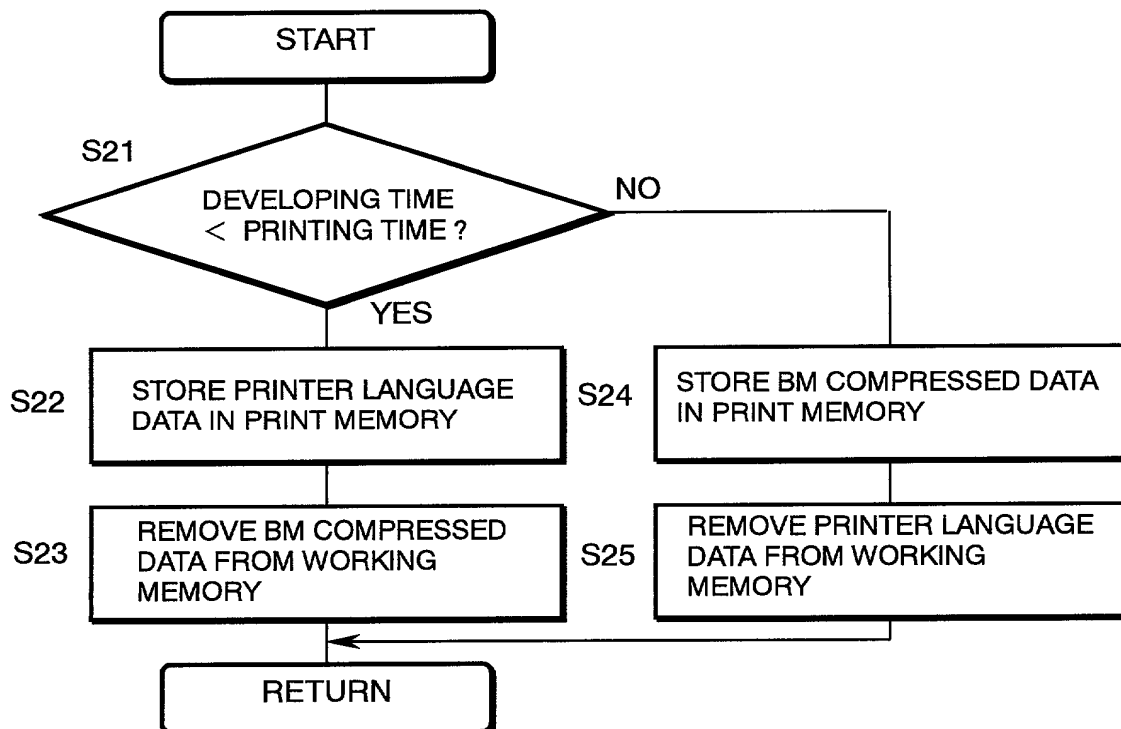 START
S21
DEVELOPING TIME
< PRINTING TIME ?
NO
YES
S22
STORE PRINTER LANGUAGE
DATA IN PRINT MEMORY
S24
STORE BM COMPRESSED DATA
IN PRINT MEMORY
S23
REMOVE BM COMPRESSED
DATA FROM WORKING
MEMORY
S25
REMOVE PRINTER LANGUAGE
DATA FROM WORKING
MEMORY
RETURN